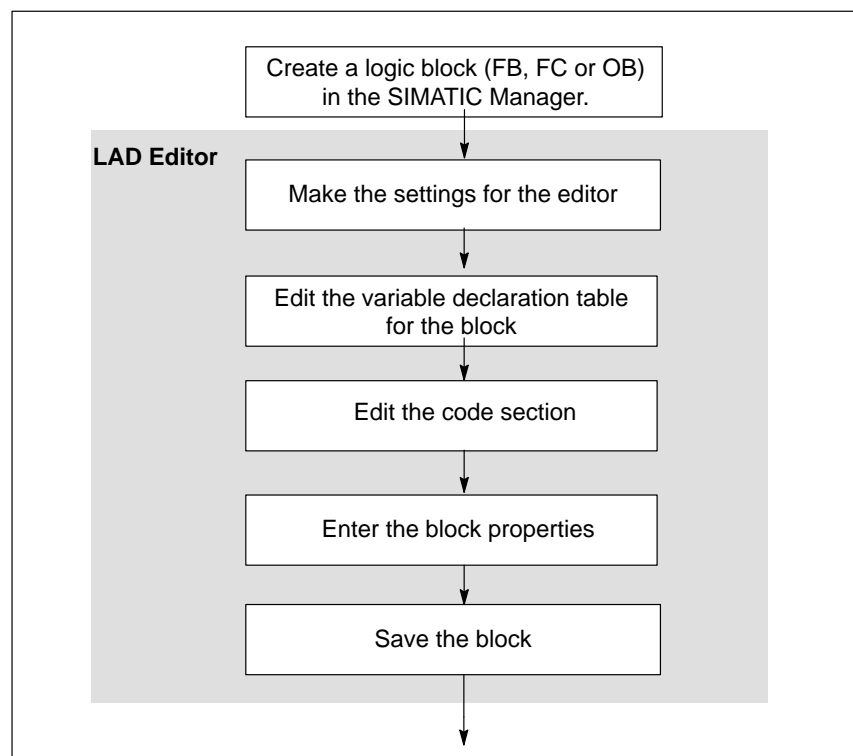 Create a logic block (FB, FC or OB)
in the SIMATIC Manager.
LAD Editor
Make the settings for the editor
Edit the variable declaration table
for the block
Edit the code section
Enter the block properties
Save the block